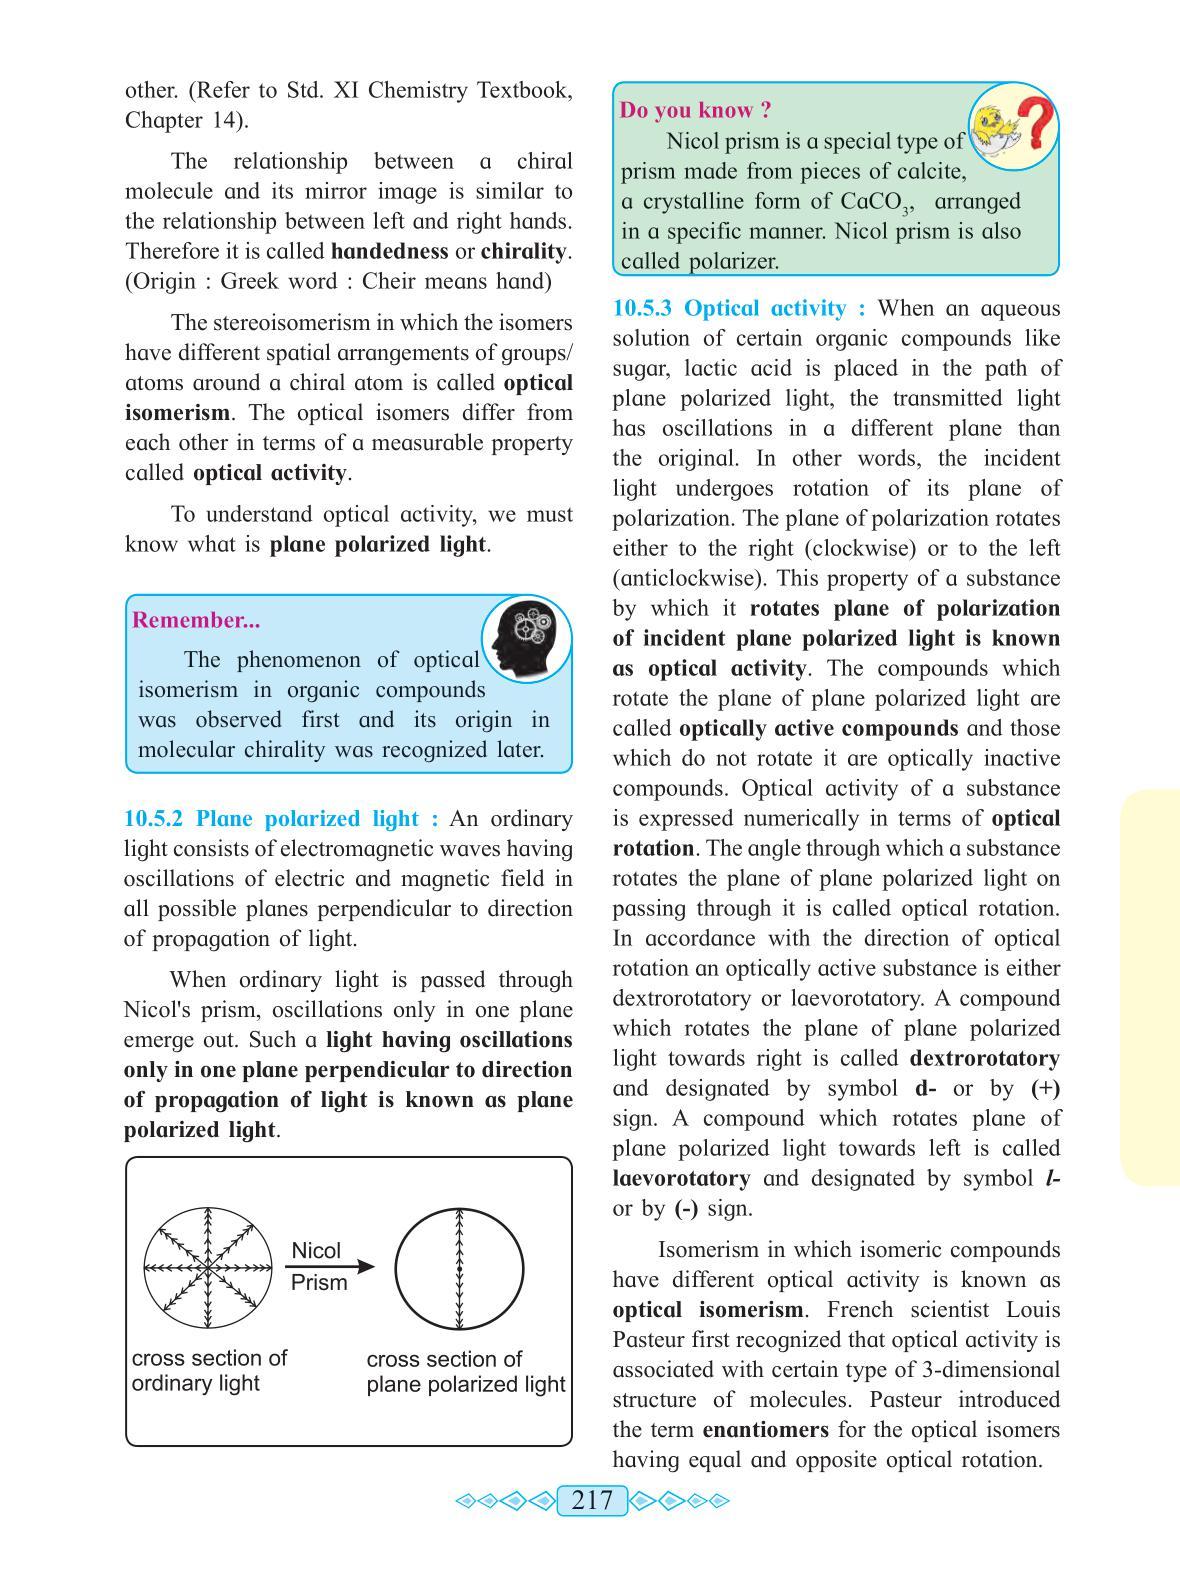 other. (Refer to Std. XI Chemistry Textbook,
Chapter 14).
The relationship between a chiral
molecule and its mirror image is similar to
the relationship between left and right hands.
Therefore it is called handedness or chirality.
(Origin : Greek word : Cheir means hand)
The stereoisomerism in which the isomers
have different spatial arrangements of groups/
atoms around a chiral atom is called optical
isomerism. The optical isomers differ from
each other in terms of a measurable property
called optical activity.
To understand optical activity, we must
know what is plane polarized light.
Remember...
The phenomenon of optical
isomerism in organic compounds
was observed first and its origin in
molecular chirality was recognized later.
10.5.2 Plane polarized light : An ordinary
light consists of electromagnetic waves having
oscillations of electric and magnetic field in
all possible planes perpendicular to direction
of propagation of light.
When ordinary light is passed through
Nicol's prism, oscillations only in one plane
emerge out. Such a light having oscillations
only in one plane perpendicular to direction
of propagation of light is known as plane
polarized light.
Nicol
Prism
cross section of
ordinary light
cross section of
plane polarized light
Do you know ?
Nicol prism is a special type of
prism made from pieces of calcite,
a crystalline form of CaCO₃, arranged
in a specific manner. Nicol prism is also
called polarizer.
10.5.3 Optical activity : When an aqueous
solution of certain organic compounds like
sugar, lactic acid is placed in the path of
plane polarized light, the transmitted light
has oscillations in a different plane than
the original. In other words, the incident
light undergoes rotation of its plane of
polarization. The plane of polarization rotates
either to the right (clockwise) or to the left
(anticlockwise). This property of a substance
by which it rotates plane of polarization
of incident plane polarized light is known
as optical activity. The compounds which
rotate the plane of plane polarized light are
called optically active compounds and those
which do not rotate it are optically inactive
compounds. Optical activity of a substance
is expressed numerically in terms of optical
rotation. The angle through which a substance
rotates the plane of plane polarized light on
passing through it is called optical rotation.
In accordance with the direction of optical
rotation an optically active substance is either
dextrorotatory or laevorotatory. A compound
which rotates the plane of plane polarized
light towards right is called dextrorotatory
and designated by symbol d- or by (+)
sign. A compound which rotates plane of
plane polarized light towards left is called
laevorotatory and designated by symbol l-
or by (-) sign.
Isomerism in which isomeric compounds
have different optical activity is known as
optical isomerism. French scientist Louis
Pasteur first recognized that optical activity is
associated with certain type of 3-dimensional
structure of molecules. Pasteur introduced
the term enantiomers for the optical isomers
having equal and opposite optical rotation.
217